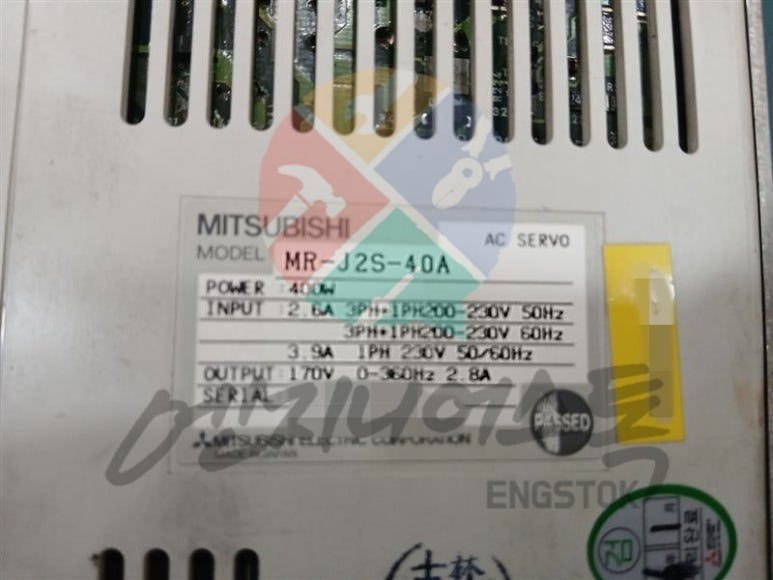 MITSUBISHI
AC SERVO
MODEL MR-J2S-40A
POWER :400W
INPUT :2.6A 3PH+1PH200-230V 50Hz
3PH+1PH200-230V 60Hz
3.9A 1PH 230V 50/60Hz
OUTPUT:170V 0-360Hz 2.8A
SERIAL
PASSED
MITSUBISHI ELECTRIC CORPORATION
MADE IN JAPAN
엔지니어스톡
ENGSTOK
검